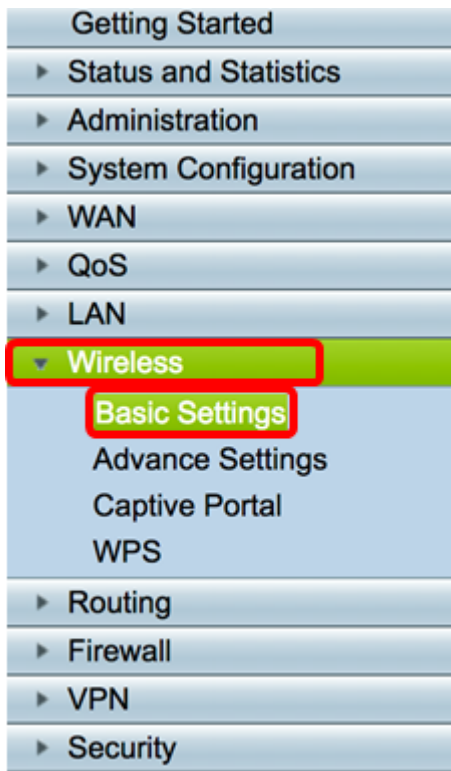 Getting Started
Status and Statistics
Administration
System Configuration
WAN
QoS
LAN
Wireless
Basic Settings
Advance Settings
Captive Portal
WPS
Routing
Firewall
VPN
Security